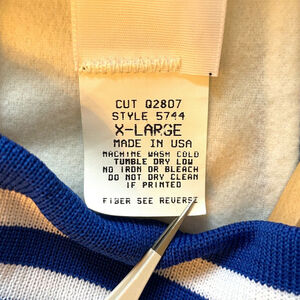 CUT Q2807
STYLE 5744
X-LARGE
MADE IN USA
MACHINE WASH COLD
TUMBLE DRY LOW
NO IRON OR BLEACH
DO NOT DRY CLEAN
IF PRINTED
FIBER SEE REVERSE